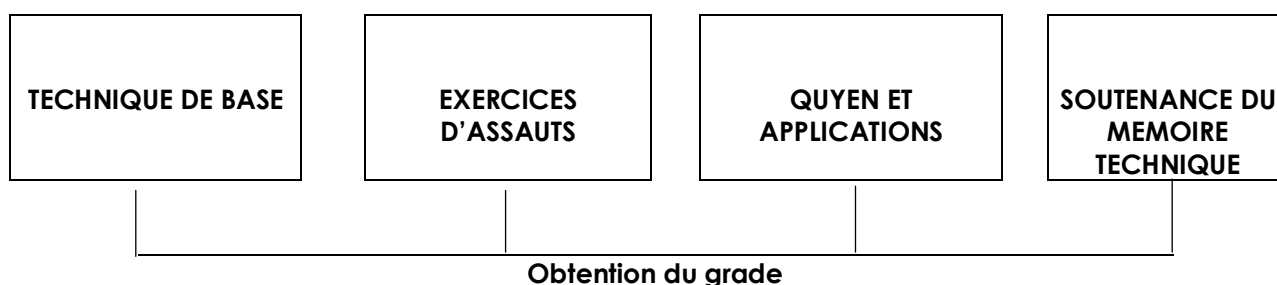 TECHNIQUE DE BASE
EXERCICES
D’ASSAUTS
QUYEN ET
APPLICATIONS
SOUTENANCE DU
MEMOIRE
TECHNIQUE
Obtention du grade